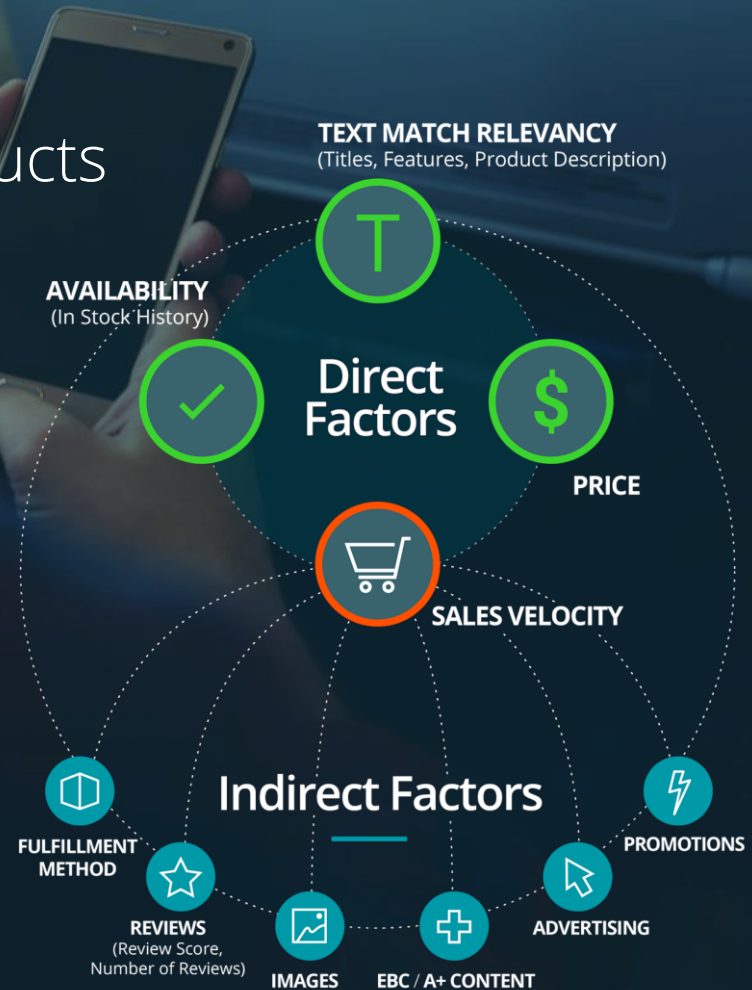 ucts
TEXT MATCH RELEVANCY
(Titles, Features, Product Description)
T
AVAILABILITY
(In Stock History)
Direct
Factors
$
PRICE
SALES VELOCITY
Indirect Factors
FULFILLMENT
METHOD
PROMOTIONS
REVIEWS
(Review Score,
Number of Reviews)
ADVERTISING
IMAGES
EBC / A+ CONTENT